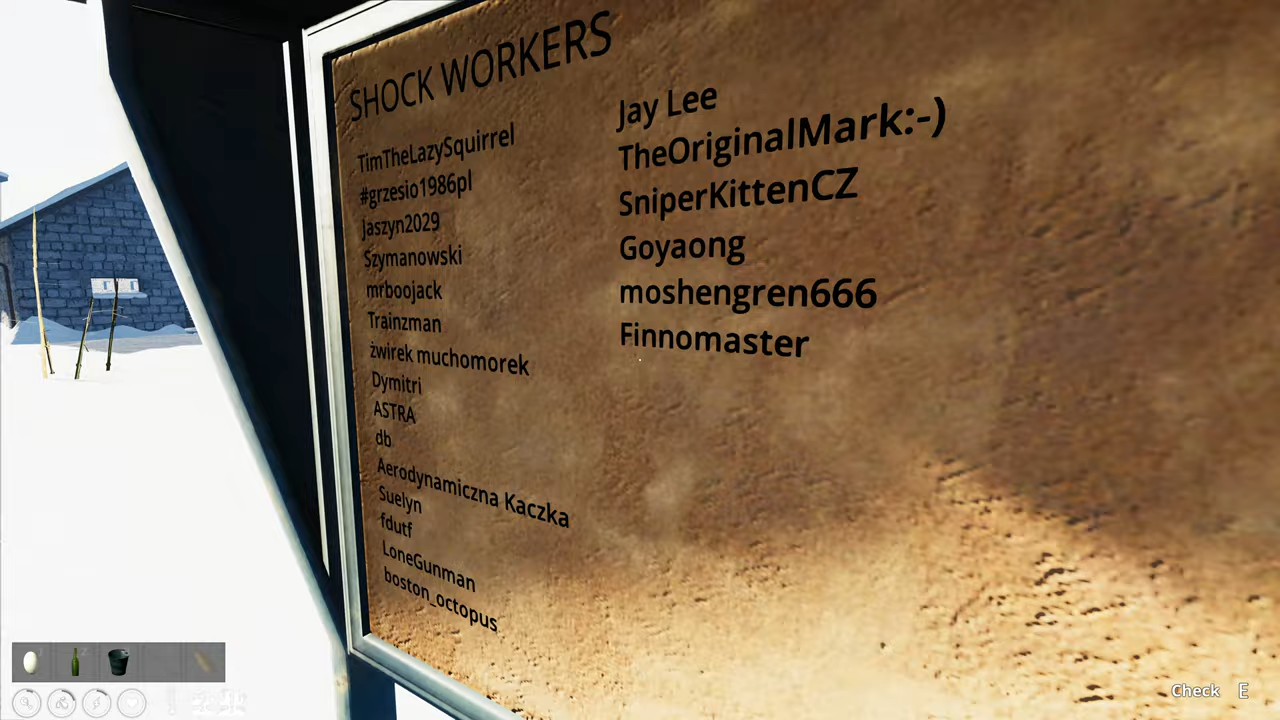 SHOCK WORKERS
TimTheLazySquirrel
#grzesio1986pl
Jaszyn2029
Szymanowski
mrboojack
Trainzman
żwirek muchomorek
Dymitri
ASTRA
db
Aerodynamiczna Kaczka
Suelyn
fdutf
LoneGunman
boston_octopus
Jay Lee
TheOriginalMark:-)
SniperKittenCZ
Goyaong
moshengren666
Finnomaster
Check E